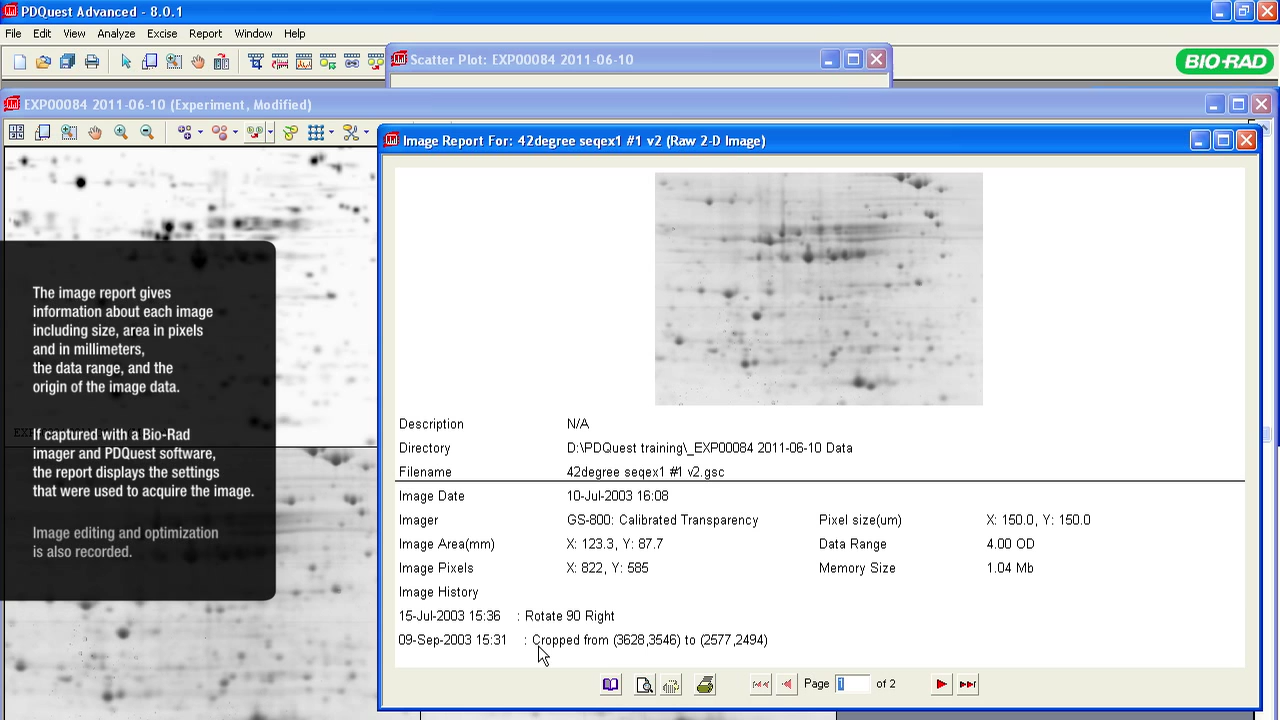 PDQuest Advanced - 8.0.1
File Edit View Analyze Excise Report Window Help
Scatter Plot: EXP00084 2011-06-10
BIO-RAD
EXP00084 2011-06-10 (Experiment, Modified)
Image Report For: 42degree seqex1 #1 v2 (Raw 2-D Image)
The image report gives
information about each image
including size, area in pixels
and in millimeters,
the data range, and the
origin of the image data.
If captured with a Bio-Rad
imager and PDQuest software,
the report displays the settings
that were used to acquire the image.
Image editing and optimization
is also recorded.
Description N/A
Directory D:\PDQuest training\_EXP00084 2011-06-10 Data
Filename 42degree seqex1 #1 v2.gsc
Image Date 10-Jul-2003 16:08
Imager GS-800: Calibrated Transparency Pixel size(um) X: 150.0, Y: 150.0
Image Area(mm) X: 123.3, Y: 87.7 Data Range 4.00 OD
Image Pixels X: 822, Y: 585 Memory Size 1.04 Mb
Image History
15-Jul-2003 15:36 : Rotate 90 Right
09-Sep-2003 15:31 : Cropped from (3628,3546) to (2577,2494)
Page 1 of 2